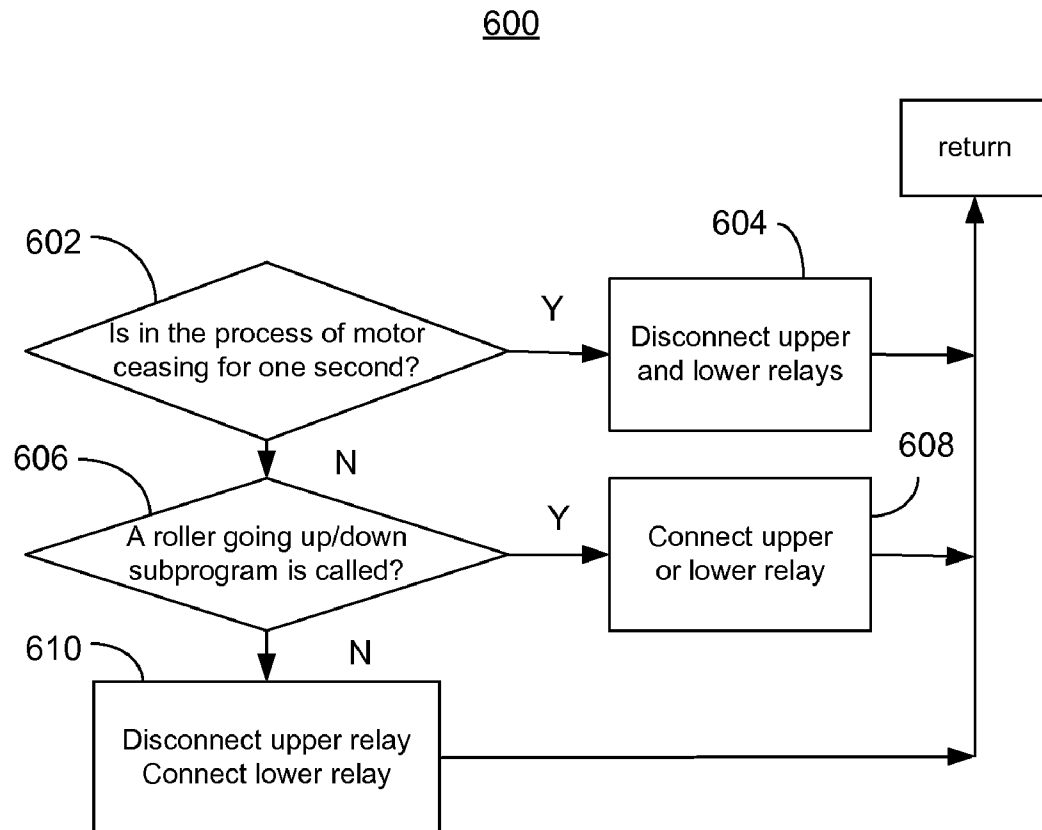 600
return
602
604
Is in the process of motor
ceasing for one second?
Y
Disconnect upper
and lower relays
N
606
608
A roller going up/down
subprogram is called?
Y
Connect upper
or lower relay
N
610
Disconnect upper relay
Connect lower relay